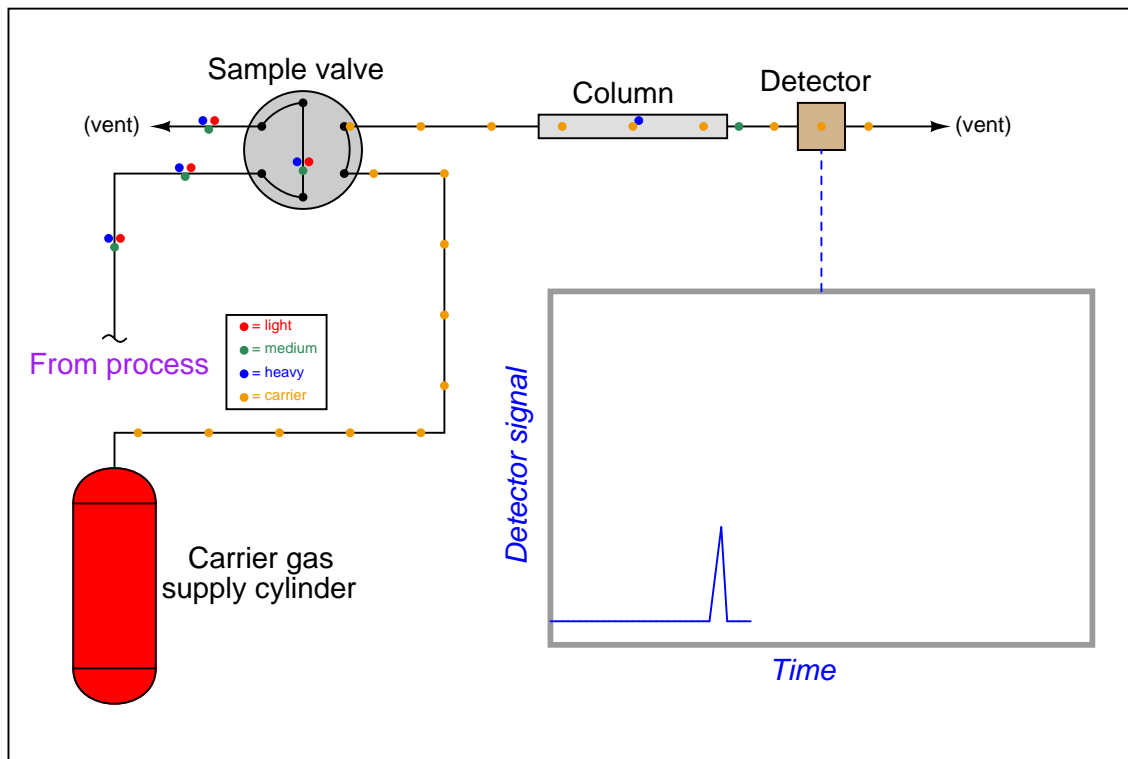 Sample valve
Column
Detector
(vent)
(vent)
= light
= medium
= heavy
= carrier
From process
Detector signal
Carrier gas
supply cylinder
Time